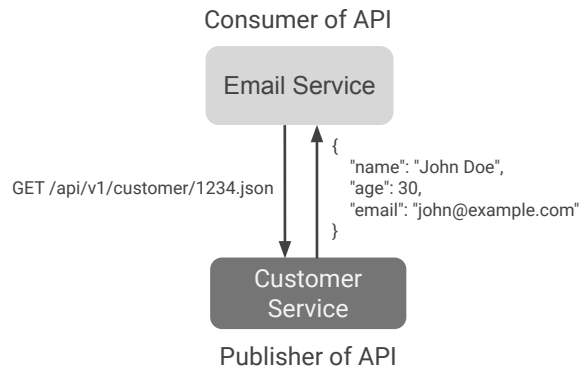 Consumer of API
Email Service
GET /api/v1/customer/1234.json
{
"name": "John Doe",
"age": 30,
"email": "john@example.com"
}
Customer
Service
Publisher of API